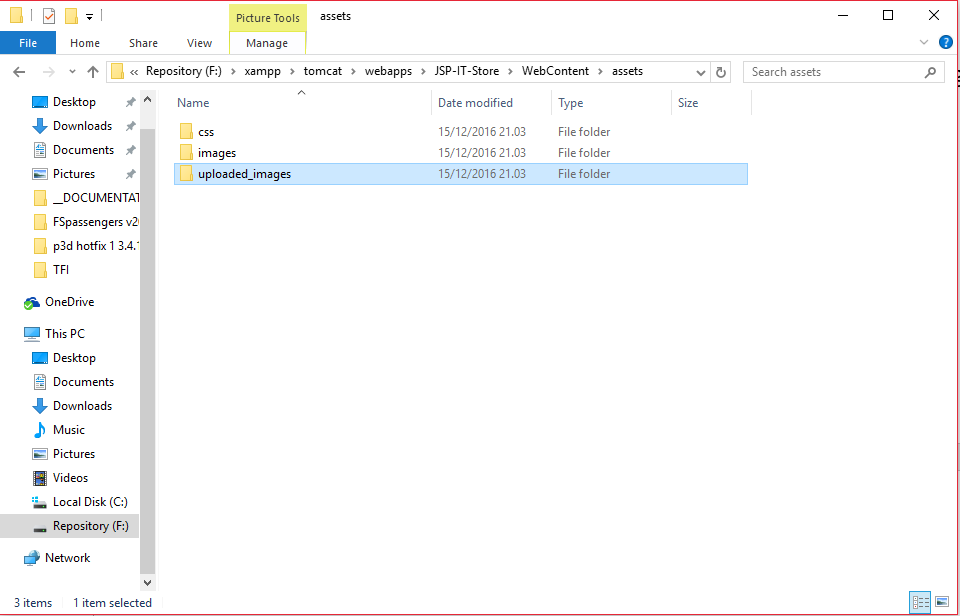 Picture Tools assets
File Home Share View Manage
« Repository (F:) > xampp > tomcat > webapps > JSP-IT-Store > WebContent > assets Search assets
Name Date modified Type Size
css 15/12/2016 21.03 File folder
images 15/12/2016 21.03 File folder
uploaded_images 15/12/2016 21.03 File folder
Desktop
Downloads
Documents
Pictures
__DOCUMENTAT
FSpassengers v2
p3d hotfix 1 3.4.
TFI
OneDrive
This PC
Desktop
Documents
Downloads
Music
Pictures
Videos
Local Disk (C:)
Repository (F:)
Network
3 items 1 item selected